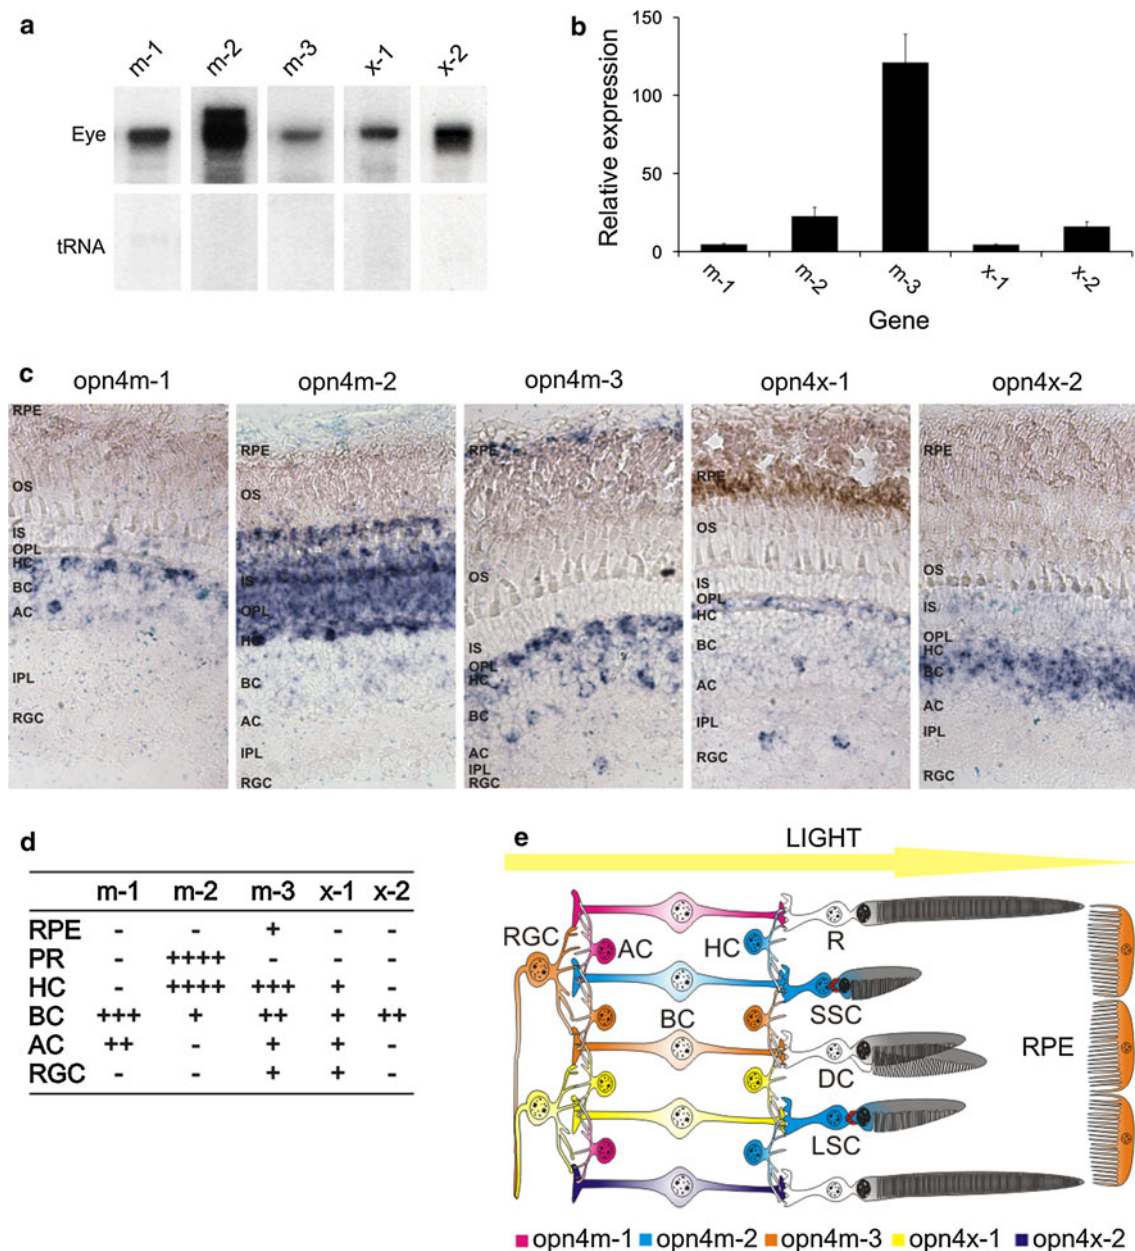 a
m-1 m-2 m-3 x-1 x-2
Eye
tRNA
b
Relative expression
150
100
50
0
m-1 m-2 m-3 x-1 x-2
Gene
c
opn4m-1 opn4m-2 opn4m-3 opn4x-1 opn4x-2
RPE
OS
IS
OPL
HC
BC
AC
IPL
RGC
RPE
OS
IS
OPL
HC
BC
AC
IPL
RGC
RPE
OS
IS
OPL
HC
BC
AC
IPL
RGC
RPE
OS
IS
OPL
HC
BC
AC
IPL
RGC
RPE
OS
IS
OPL
HC
BC
AC
IPL
RGC
d
m-1 m-2 m-3 x-1 x-2
RPE - - + - -
PR - ++++ - - -
HC - ++++ +++ + -
BC +++ + ++ + ++
AC ++ - + + -
RGC - - + + -
e
LIGHT
RGC AC HC R
BC SSC
DC RPE
LSC
opn4m-1 opn4m-2 opn4m-3 opn4x-1 opn4x-2